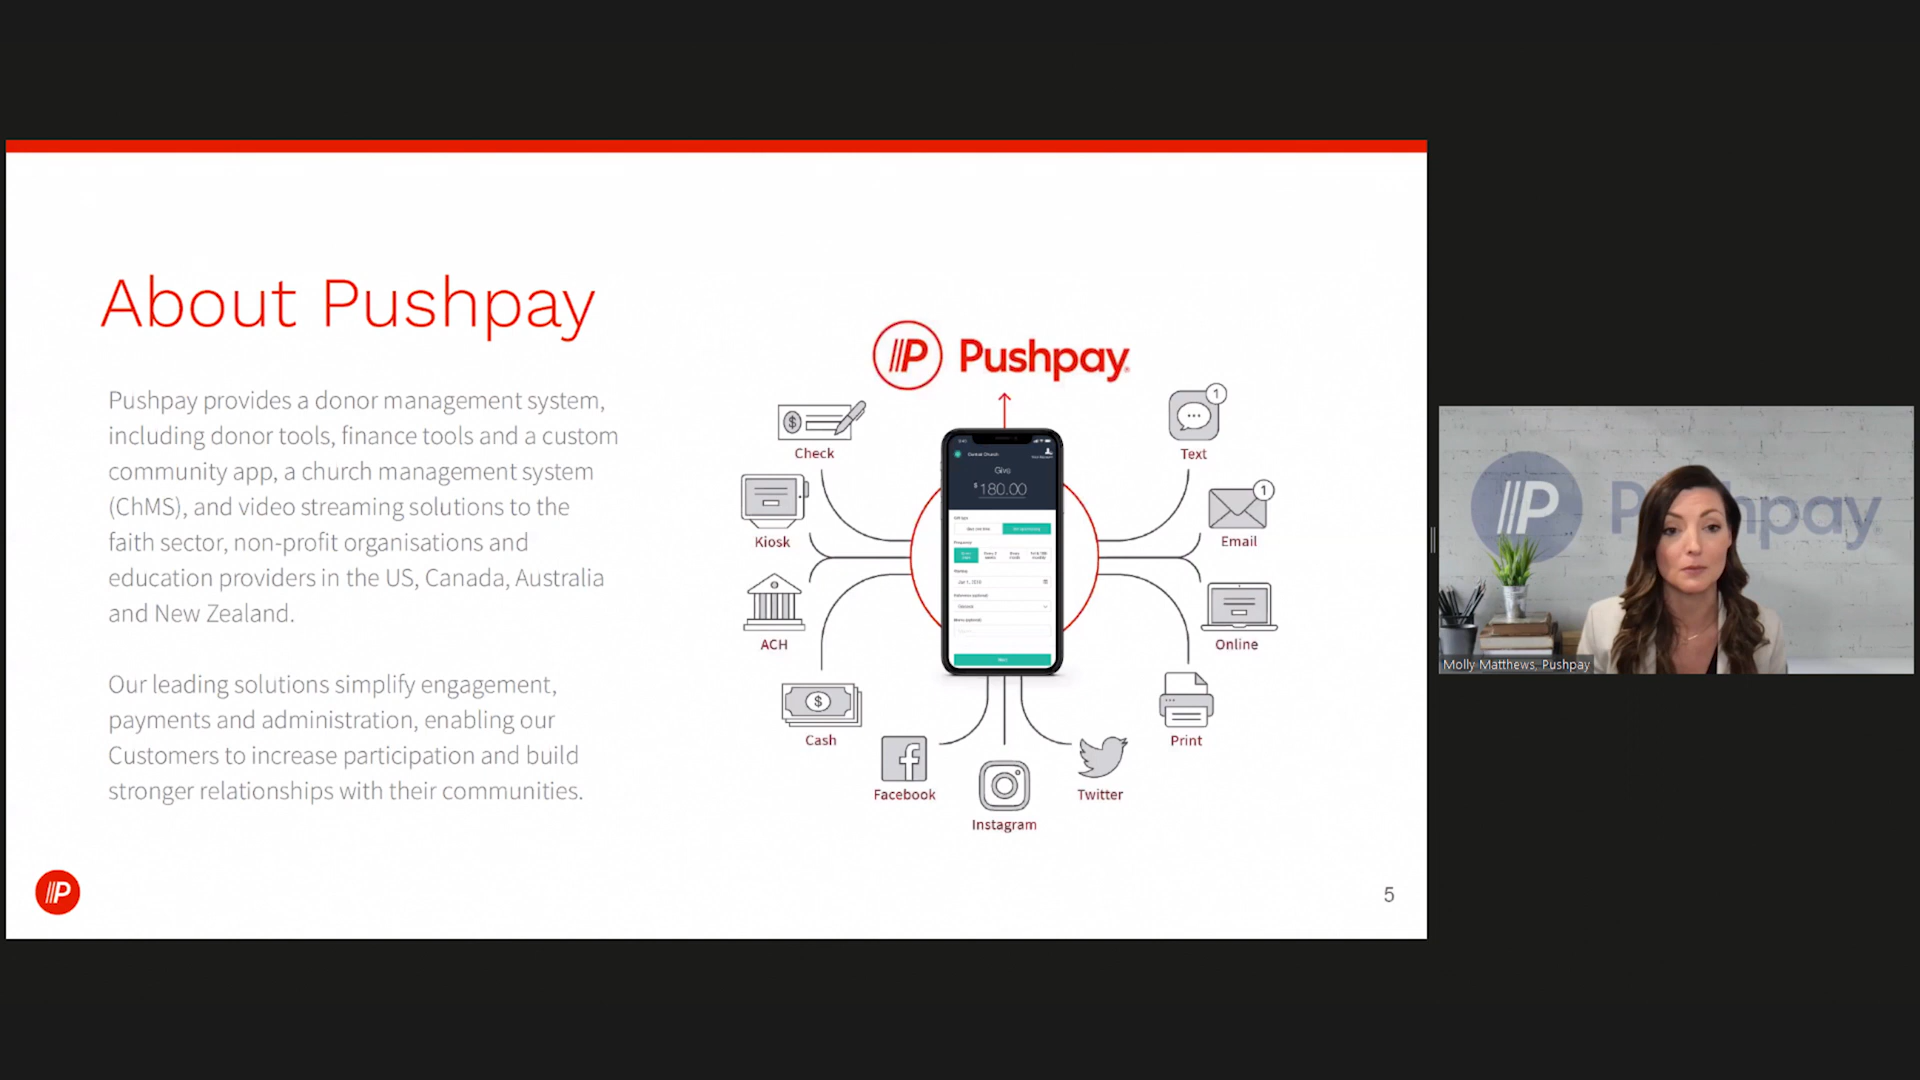 About Pushpay
Pushpay provides a donor management system,
including donor tools, finance tools and a custom
community app, a church management system
(ChMS), and video streaming solutions to the
faith sector, non-profit organisations and
education providers in the US, Canada, Australia
and New Zealand.
Our leading solutions simplify engagement,
payments and administration, enabling our
Customers to increase participation and build
stronger relationships with their communities.
Pushpay
Check
Kiosk
ACH
Cash
Facebook
Instagram
Twitter
Print
Online
Email
1
Text
1
Give
$180.00
5
Pushpay
Molly Matthews, Pushpay